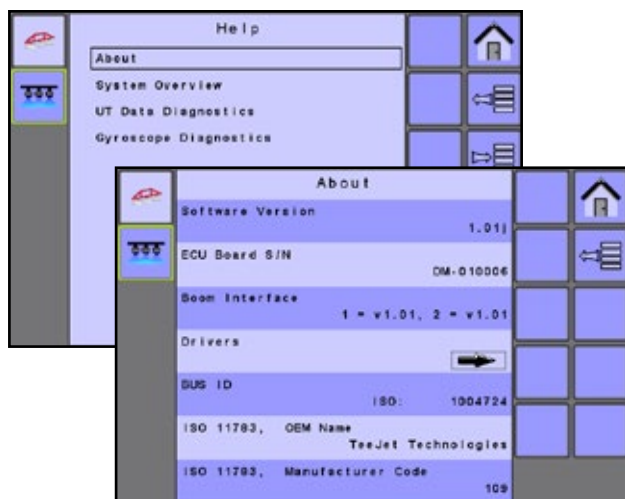 Help
About
System Overview
UT Data Diagnostics
Gyroscope Diagnostics
About
Software Version
1.01j
ECU Board S/N
DM-010006
Boom Interface
1 = v1.01, 2 = v1.01
Drivers
BUS ID
ISO: 1004724
ISO 11783, OEM Name
TeeJet Technologies
ISO 11783, Manufacturer Code
109